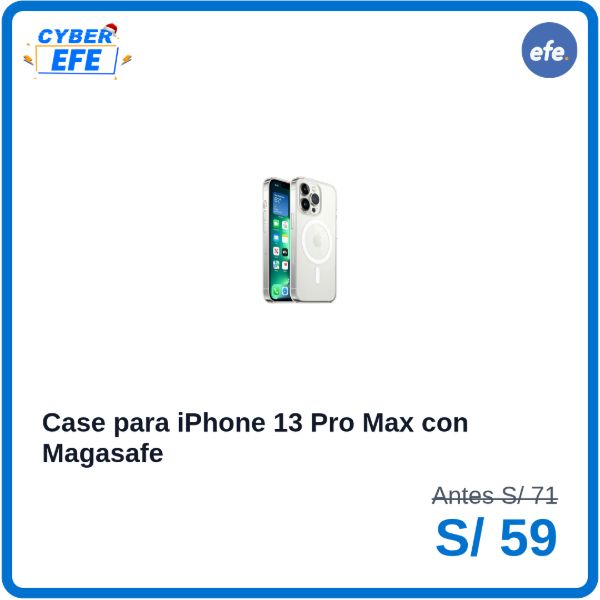 CYBER
EFE
efe.
Case para iPhone 13 Pro Max con
Magasafe
Antes S/ 71
S/ 59